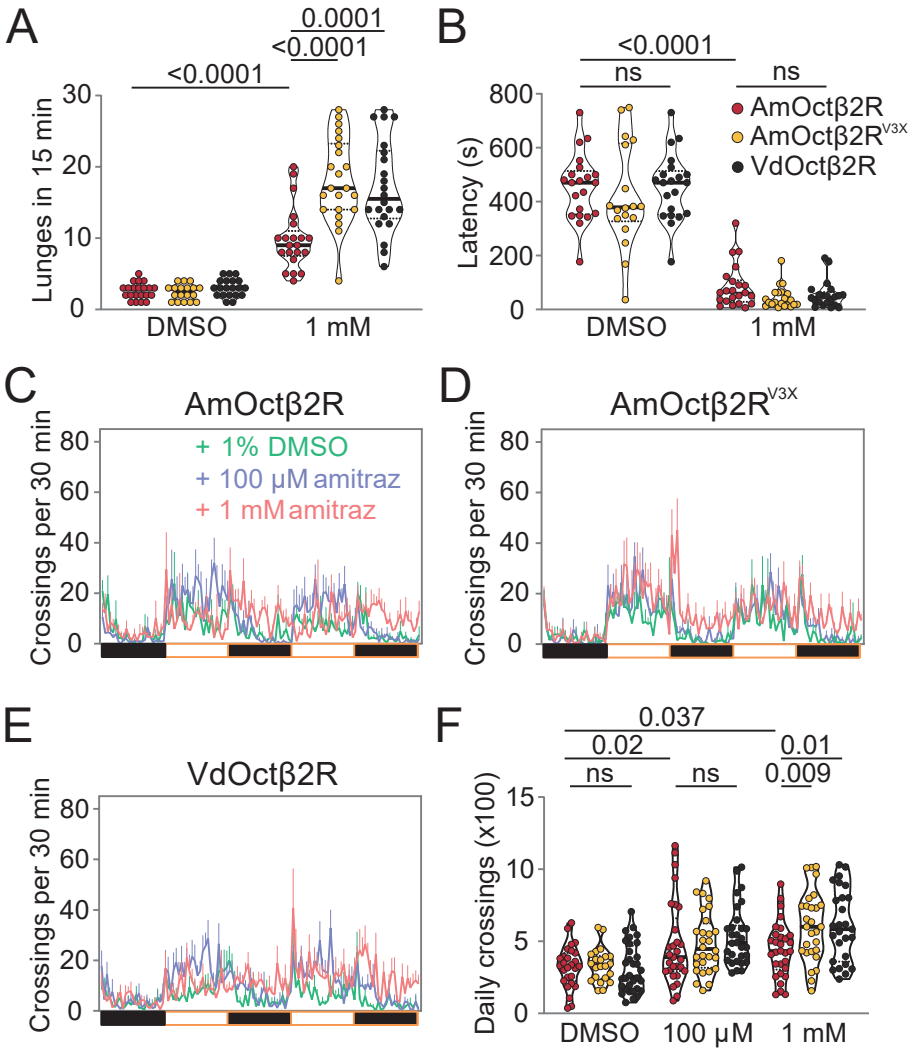 A
0.0001
<0.0001
<0.0001
Lunges in 15 min
30
20
10
0
DMSO
1 mM
B
<0.0001
ns
ns
AmOctβ2R
AmOctβ2R^V3X
VdOctβ2R
Latency (s)
800
600
400
200
0
DMSO
1 mM
C
AmOctβ2R
+ 1% DMSO
+ 100 µM amitraz
+ 1 mM amitraz
Crossings per 30 min
80
60
40
20
0
D
AmOctβ2R^V3X
Crossings per 30 min
80
60
40
20
0
E
VdOctβ2R
Crossings per 30 min
80
60
40
20
0
F
0.037
0.02
0.01
ns
ns
0.009
Daily crossings (x100)
15
10
5
0
DMSO
100 µM
1 mM